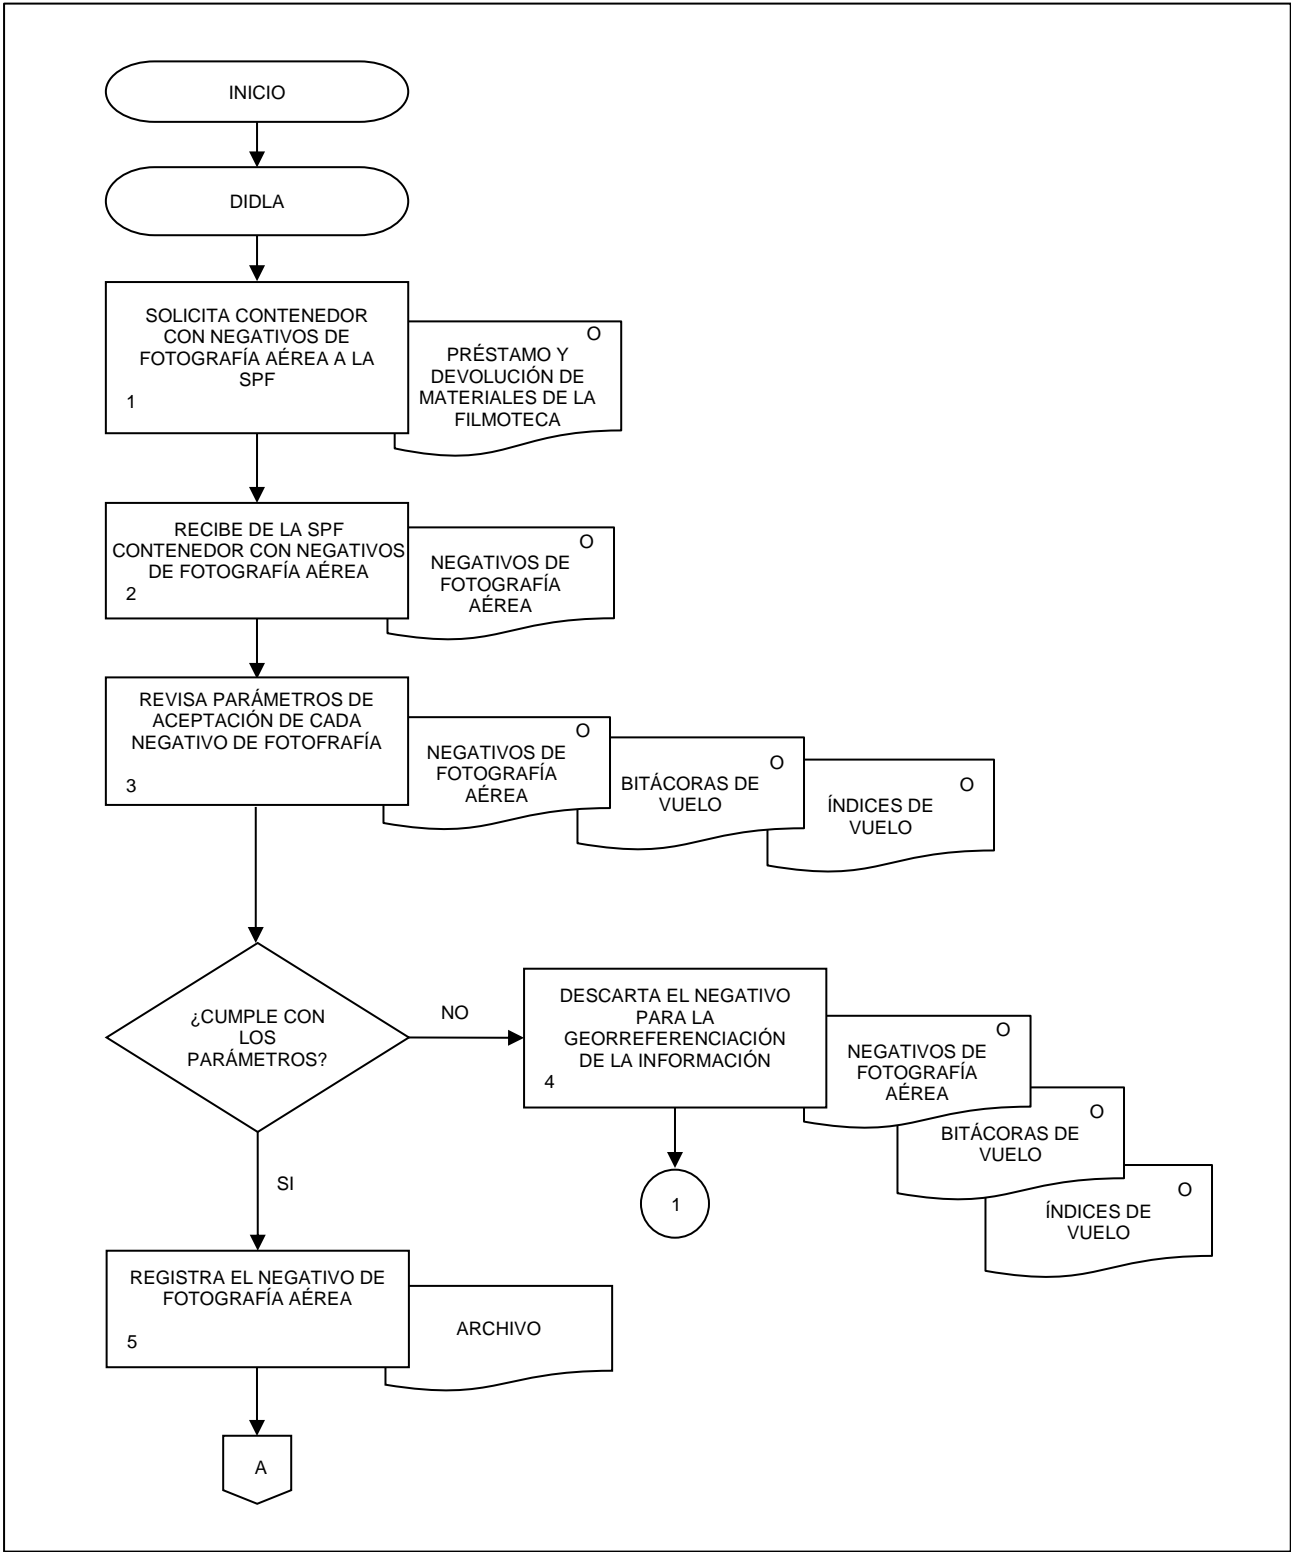 INICIO
DIDLA
SOLICITA CONTENEDOR
CON NEGATIVOS DE
FOTOGRAFÍA AÉREA A LA
SPF
1
O
PRÉSTAMO Y
DEVOLUCIÓN DE
MATERIALES DE LA
FILMOTECA
RECIBE DE LA SPF
CONTENEDOR CON NEGATIVOS
DE FOTOGRAFÍA AÉREA
2
O
NEGATIVOS DE
FOTOGRAFÍA
AÉREA
REVISA PARÁMETROS DE
ACEPTACIÓN DE CADA
NEGATIVO DE FOTOFRAFÍA
3
O
NEGATIVOS DE
FOTOGRAFÍA
AÉREA
O
BITÁCORAS DE
VUELO
O
ÍNDICES DE
VUELO
¿CUMPLE CON
LOS
PARÁMETROS?
NO
DESCARTA EL NEGATIVO
PARA LA
GEORREFERENCIACIÓN
DE LA INFORMACIÓN
4
O
NEGATIVOS DE
FOTOGRAFÍA
AÉREA
O
BITÁCORAS DE
VUELO
O
ÍNDICES DE
VUELO
1
SI
REGISTRA EL NEGATIVO DE
FOTOGRAFÍA AÉREA
5
ARCHIVO
A